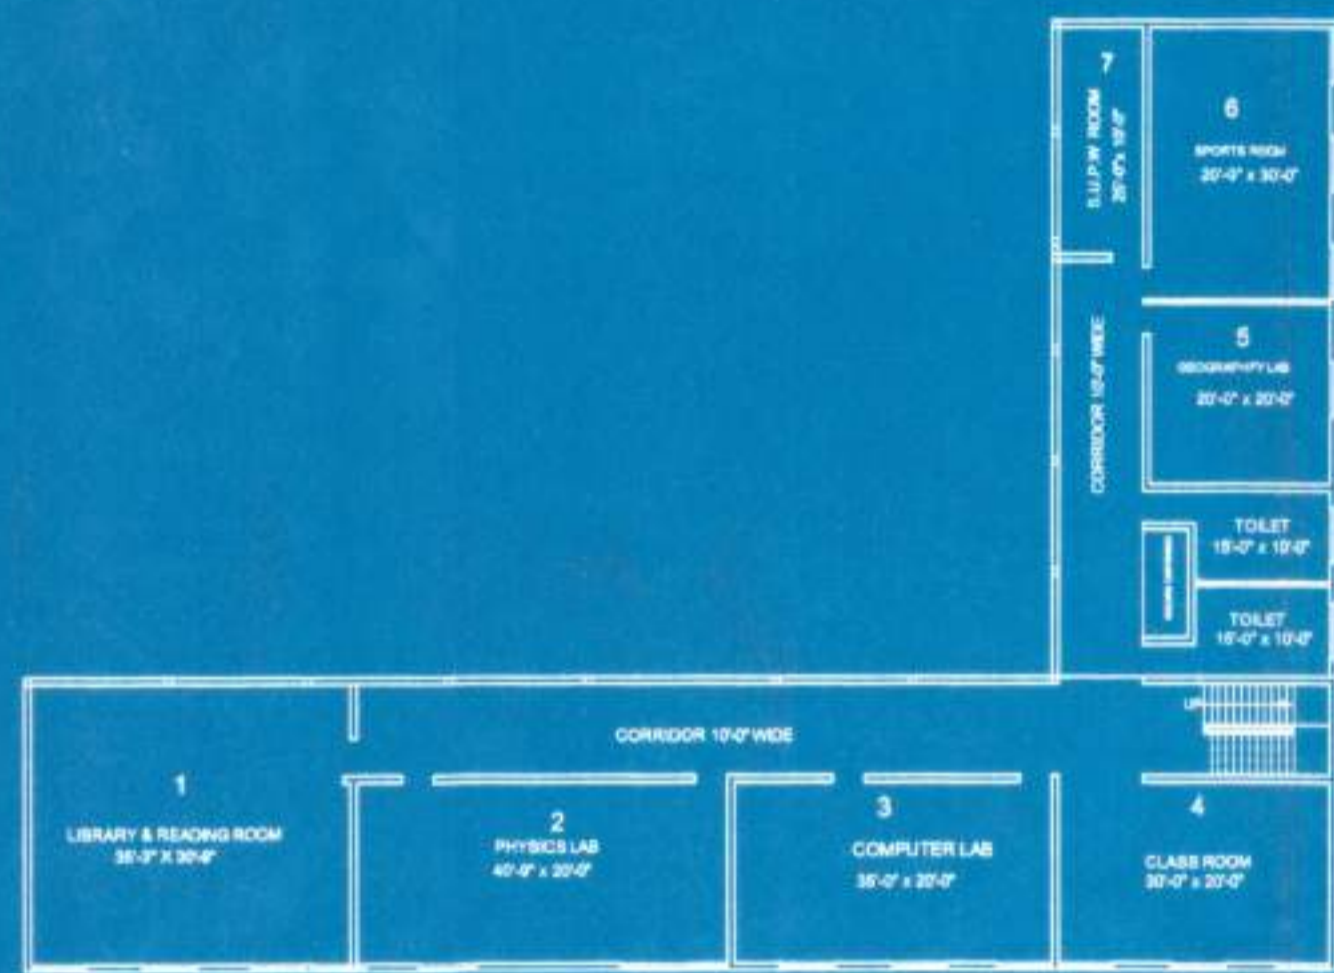 7
S.U.P.W ROOM
6
SPORTS ROOM
20'-0" x 30'-0"
5
GEOGRAPHY LAB
20'-0" x 20'-0"
CORRIDOR 10'-0" WIDE
TOILET
15'-0" x 10'-0"
TOILET
15'-0" x 10'-0"
UP
CORRIDOR 10'-0" WIDE
1
LIBRARY & READING ROOM
2
PHYSICS LAB
40'-0" x 20'-0"
3
COMPUTER LAB
35'-0" x 20'-0"
4
CLASS ROOM
30'-0" x 20'-0"